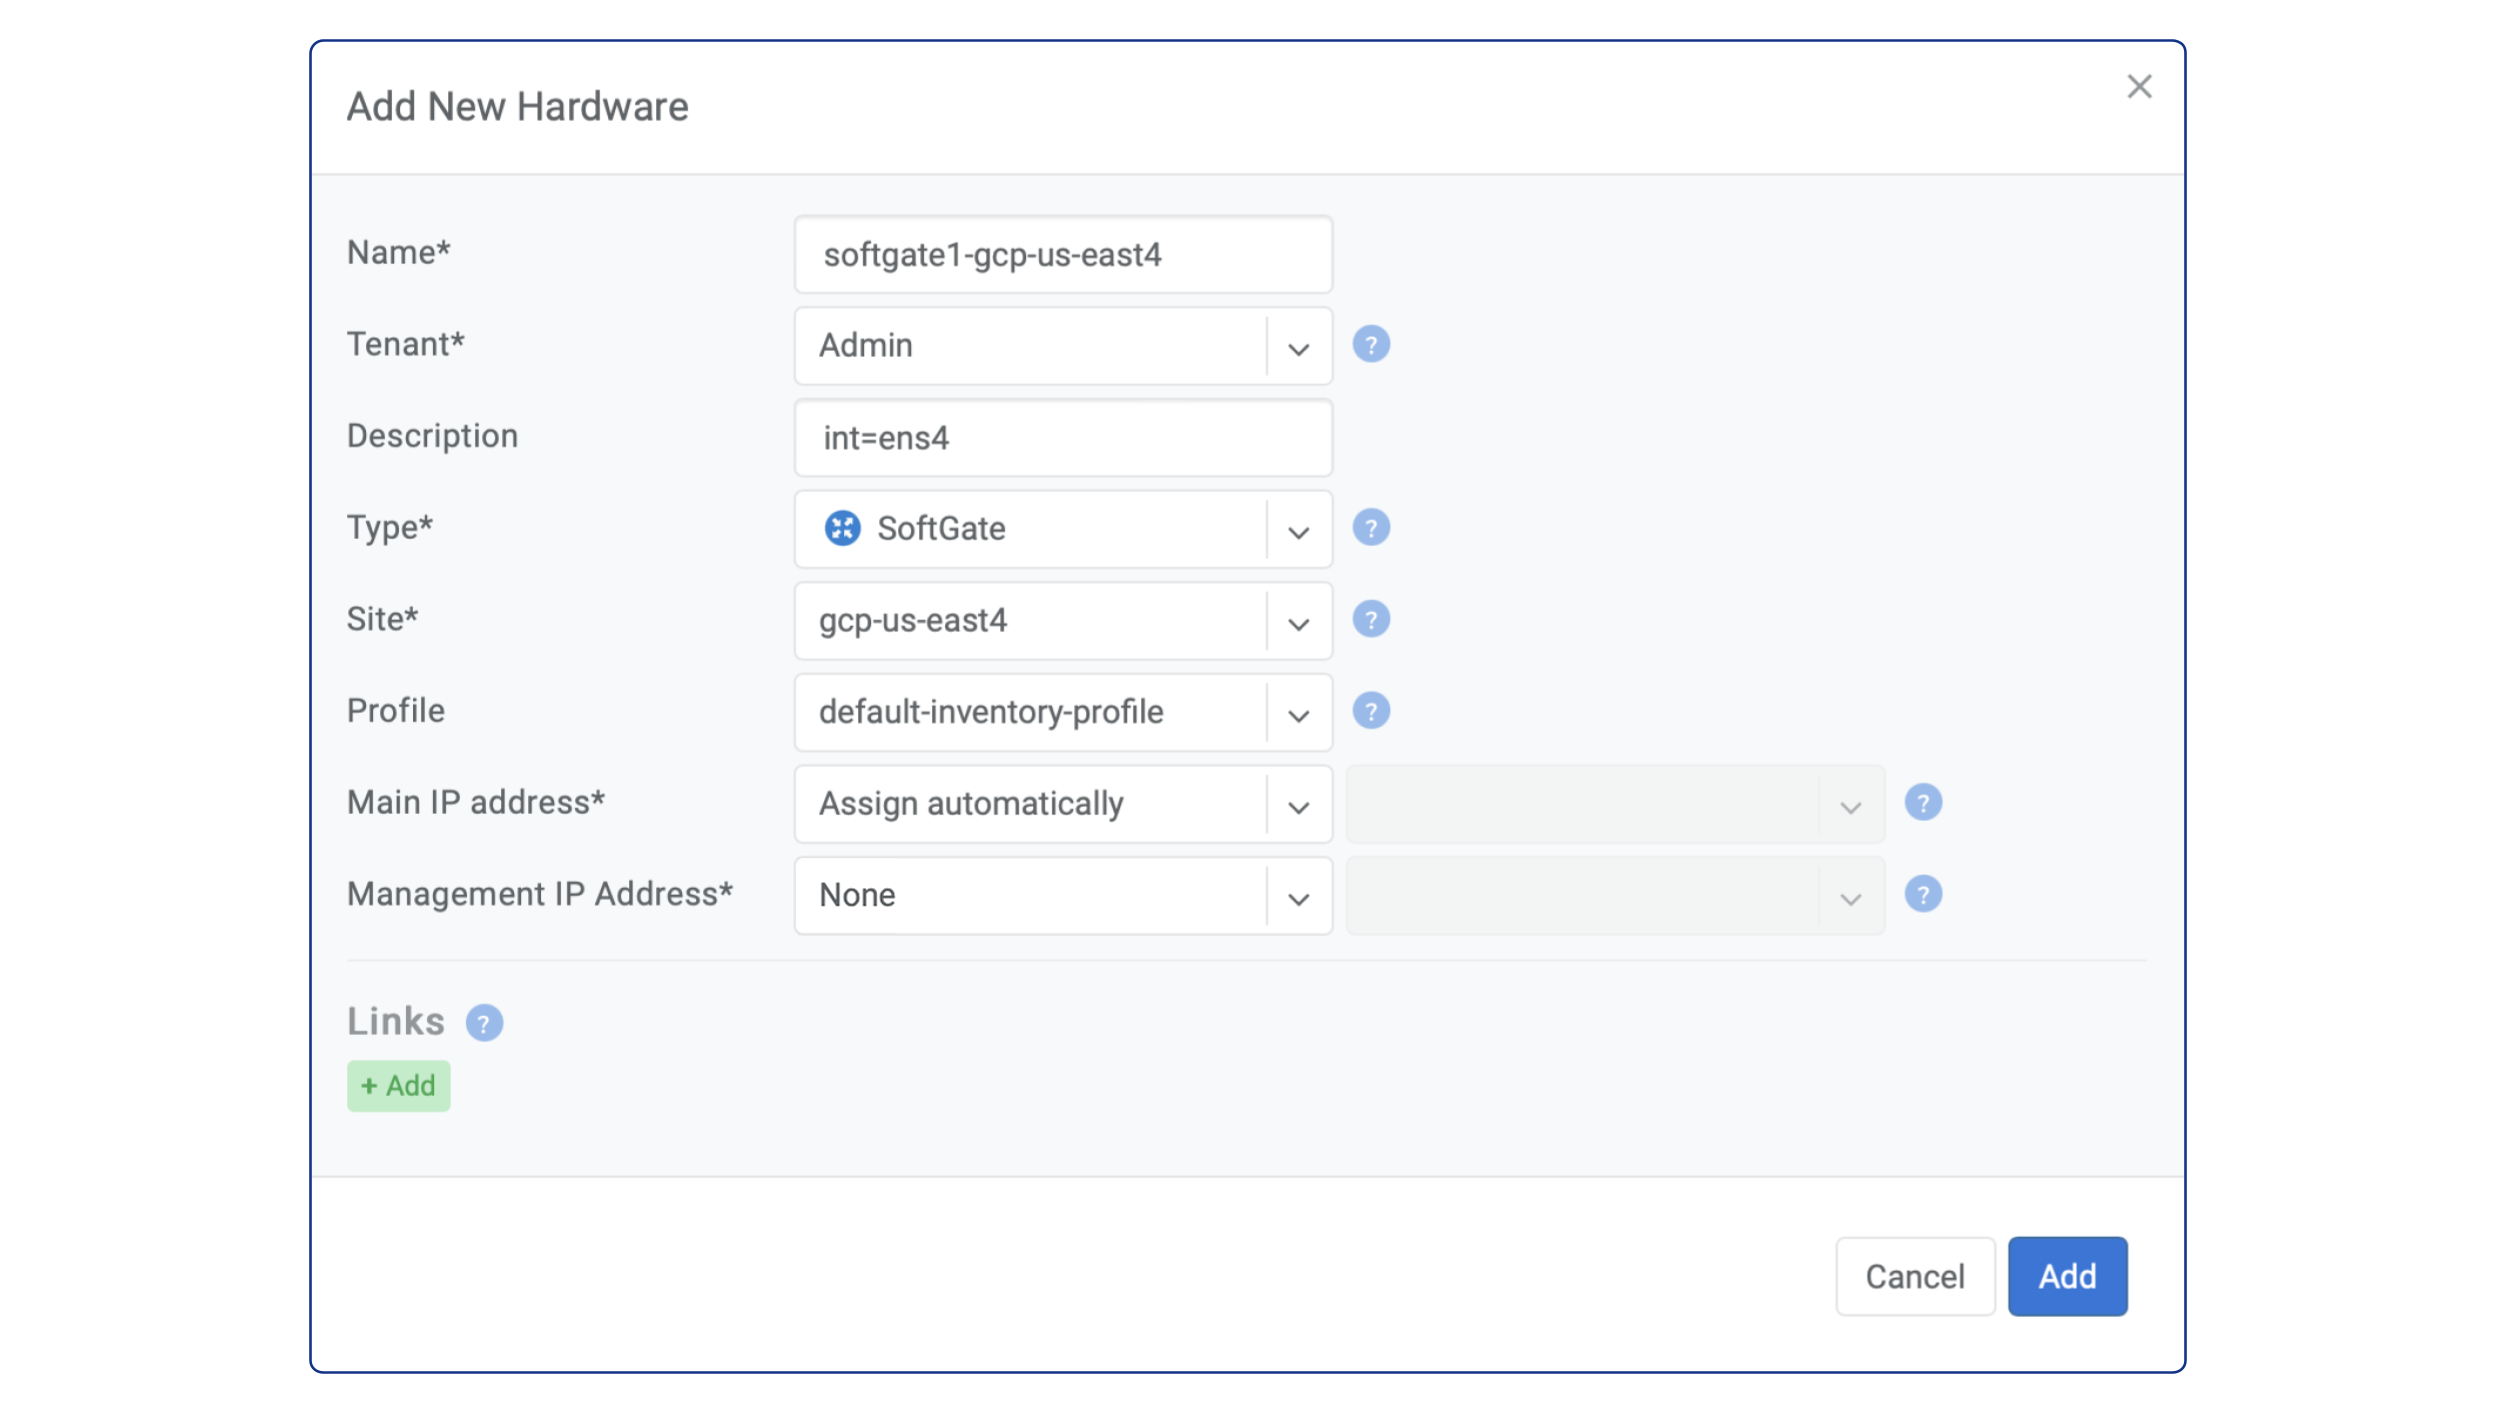 Add New Hardware
Name* softgate1-gcp-us-east4
Tenant* Admin ?
Description int=ens4
Type* SoftGate ?
Site* gcp-us-east4 ?
Profile default-inventory-profile ?
Main IP address* Assign automatically ?
Management IP Address* None ?
Links ?
+ Add
Cancel Add